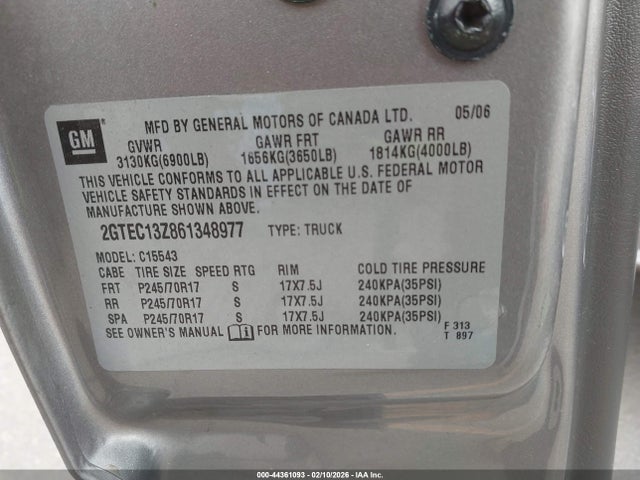 GM
MFD BY GENERAL MOTORS OF CANADA LTD. 05/06
GVWR GAWR FRT GAWR RR
3130KG(6900LB) 1656KG(3650LB) 1814KG(4000LB)
THIS VEHICLE CONFORMS TO ALL APPLICABLE U.S. FEDERAL MOTOR
VEHICLE SAFETY STANDARDS IN EFFECT ON THE DATE OF
MANUFACTURE SHOWN ABOVE.
2GTEC13Z861348977 TYPE: TRUCK
MODEL: C15543
CABE TIRE SIZE SPEED RTG RIM COLD TIRE PRESSURE
FRT P245/70R17 S 17X7.5J 240KPA(35PSI)
RR P245/70R17 S 17X7.5J 240KPA(35PSI)
SPA P245/70R17 S 17X7.5J 240KPA(35PSI)
SEE OWNER'S MANUAL FOR MORE INFORMATION.
F 313
T 897
000-44361093 - 02/10/2026 - IAA Inc.